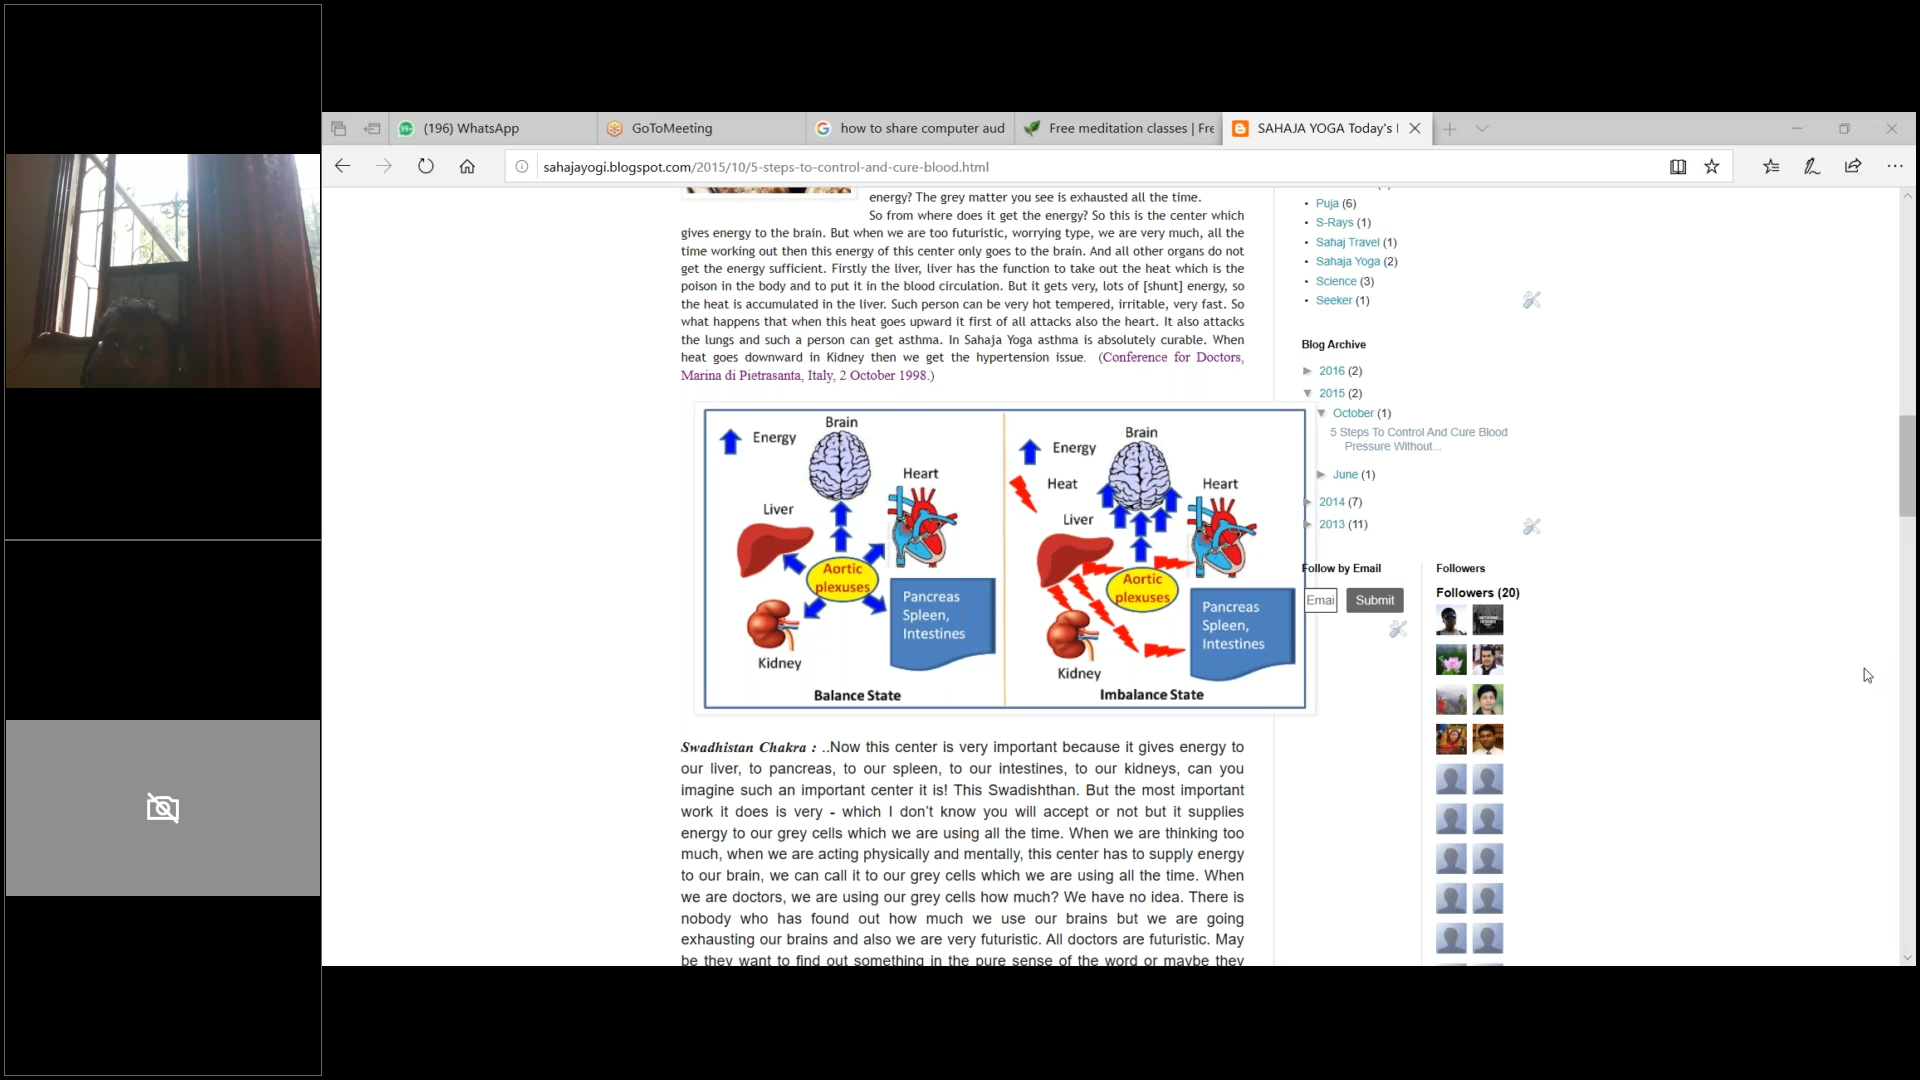 (196) WhatsApp
GoToMeeting
how to share computer aud
Free meditation classes | Fre
SAHAJA YOGA Today's I
sahajayogi.blogspot.com/2015/10/5-steps-to-control-and-cure-blood.html
energy? The grey matter you see is exhausted all the time.
So from where does it get the energy? So this is the center which
gives energy to the brain. But when we are too futuristic, worrying type, we are very much, all the
time working out then this energy of this center only goes to the brain. And all other organs do not
get the energy sufficient. Firstly the liver, liver has the function to take out the heat which is the
poison in the body and to put it in the blood circulation. But it gets very, lots of [shunt] energy, so
the heat is accumulated in the liver. Such person can be very hot tempered, irritable, very fast. So
what happens that when this heat goes upward it first of all attacks also the heart. It also attacks
the lungs and such a person can get asthma. In Sahaja Yoga asthma is absolutely curable. When
heat goes downward in Kidney then we get the hypertension issue. (Conference for Doctors,
Marina di Pietrasanta, Italy, 2 October 1998.)
Energy
Brain
Heart
Liver
Aortic
plexuses
Pancreas
Spleen,
Intestines
Kidney
Balance State
Energy
Brain
Heat
Heart
Liver
Aortic
plexuses
Pancreas
Spleen,
Intestines
Kidney
Imbalance State
Swadhistan Chakra : ..Now this center is very important because it gives energy to
our liver, to pancreas, to our spleen, to our intestines, to our kidneys, can you
imagine such an important center it is! This Swadishthan. But the most important
work it does is very - which I don't know you will accept or not but it supplies
energy to our grey cells which we are using all the time. When we are thinking too
much, when we are acting physically and mentally, this center has to supply energy
to our brain, we can call it to our grey cells which we are using all the time. When
we are doctors, we are using our grey cells how much? We have no idea. There is
nobody who has found out how much we use our brains but we are going
exhausting our brains and also we are very futuristic. All doctors are futuristic. May
be they want to find out something in the pure sense of the word or maybe they
Puja (6)
S-Rays (1)
Sahaj Travel (1)
Sahaja Yoga (2)
Science (3)
Seeker (1)
Blog Archive
► 2016 (2)
▼ 2015 (2)
▼ October (1)
5 Steps To Control And Cure Blood
Pressure Without...
► June (1)
► 2014 (7)
► 2013 (11)
Follow by Email
Emai
Submit
Followers
Followers (20)